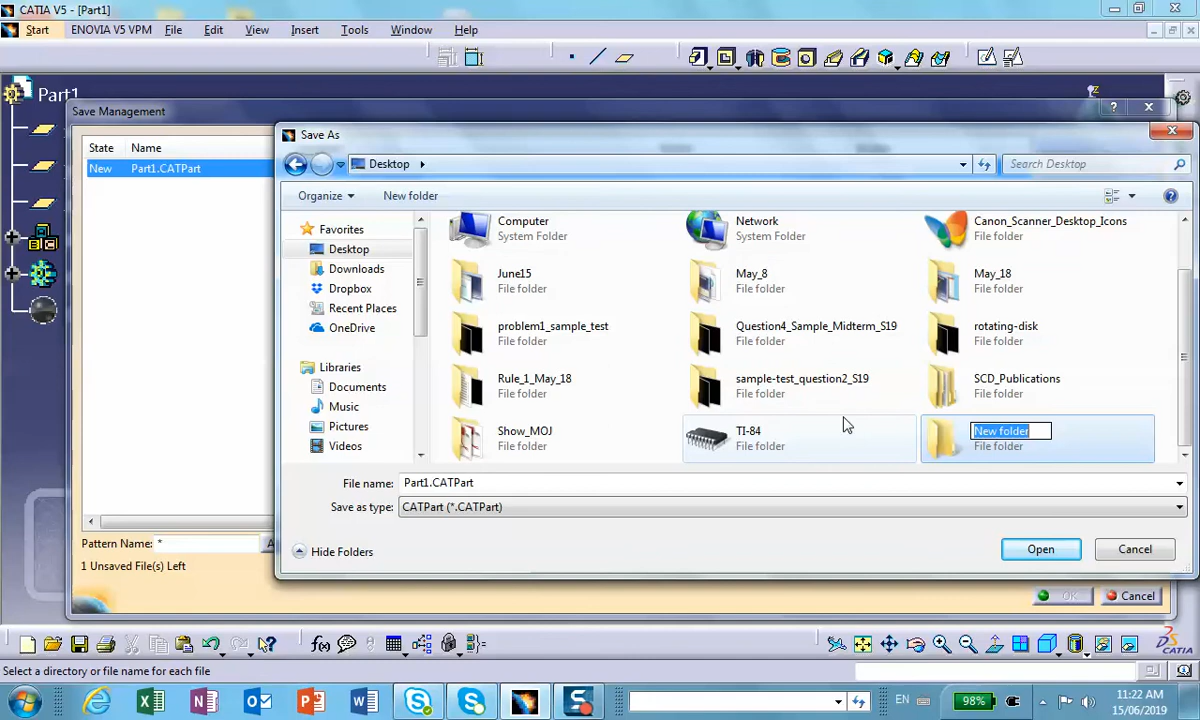 CATIA V5 - [Part1]
Start ENOVIA V5 VPM File Edit View Insert Tools Window Help
Part1
Save Management
State Name
New Part1.CATPart
Save As
Desktop
Search Desktop
Organize New folder
Favorites
Desktop
Downloads
Dropbox
Recent Places
OneDrive
Libraries
Documents
Music
Pictures
Videos
Computer
System Folder
Network
System Folder
Canon_Scanner_Desktop_Icons
File folder
June15
File folder
May_8
File folder
May_18
File folder
problem1_sample_test
File folder
Question4_Sample_Midterm_S19
File folder
rotating-disk
File folder
Rule_1_May_18
File folder
sample-test_question2_S19
File folder
SCD_Publications
File folder
Show_MOJ
File folder
TI-84
File folder
New folder
File folder
File name: Part1.CATPart
Save as type: CATPart (*.CATPart)
Hide Folders
Open Cancel
Pattern Name: * A
1 Unsaved File(s) Left
OK Cancel
f(x)
Select a directory or file name for each file
EN 98%
11:22 AM
15/06/2019